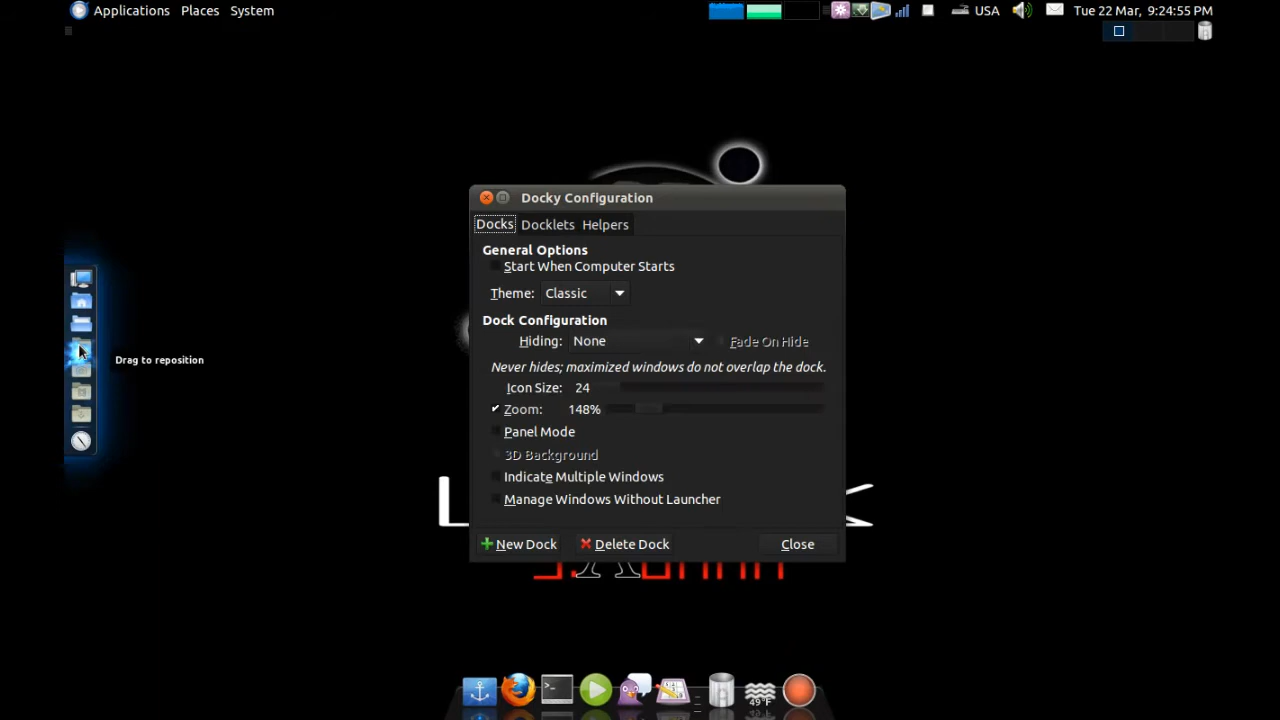 Applications Places System
USA
Tue 22 Mar, 9:24:55 PM
Docky Configuration
Docks Docklets Helpers
General Options
Start When Computer Starts
Theme: Classic
Dock Configuration
Hiding: None Fade On Hide
Never hides; maximized windows do not overlap the dock.
Icon Size: 24
Zoom: 148%
Panel Mode
3D Background
Indicate Multiple Windows
Manage Windows Without Launcher
New Dock Delete Dock Close
Drag to reposition
49°F